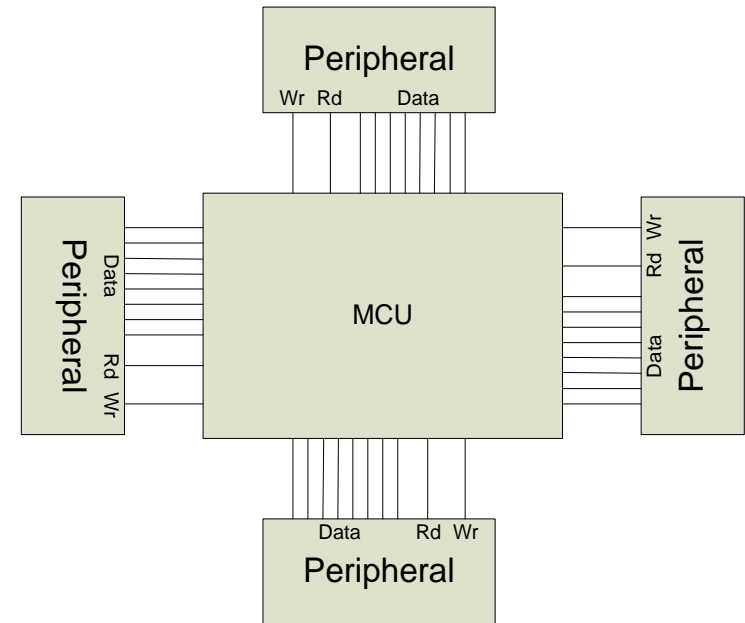 Peripheral
Wr Rd Data
Peripheral
Data
Rd Wr
MCU
Rd Wr
Data
Peripheral
Data Rd Wr
Peripheral